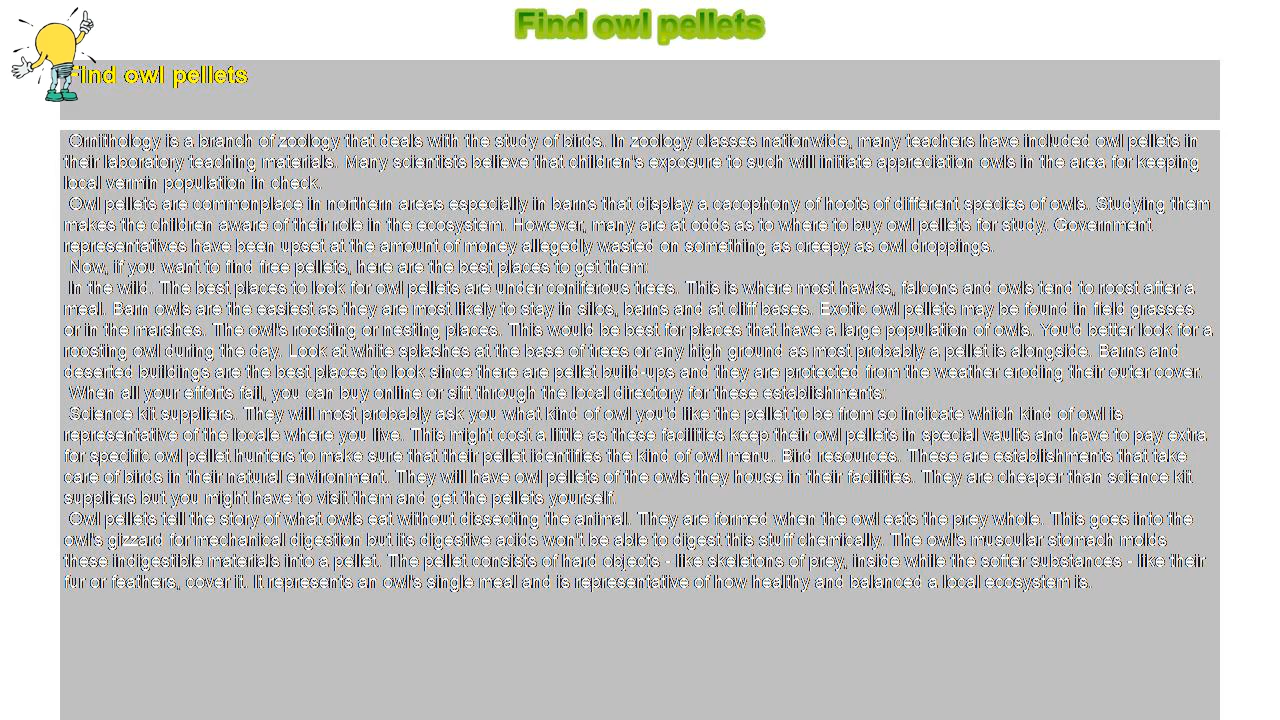 Find owl pellets
Find owl pellets
Ornithology is a branch of zoology that deals with the study of birds. In zoology classes nationwide, many teachers have included owl pellets in
their laboratory teaching materials. Many scientists believe that children's exposure to such will initiate appreciation owls in the area for keeping
local vermin population in check.
Owl pellets are commonplace in northern areas especially in barns that display a cacophony of hoots of different species of owls. Studying them
makes the children aware of their role in the ecosystem. However, many are at odds as to where to buy owl pellets for study. Government
representatives have been upset at the amount of money allegedly wasted on something as creepy as owl droppings.
Now, if you want to find free pellets, here are the best places to get them:
In the wild. The best places to look for owl pellets are under coniferous trees. This is where most hawks, falcons and owls tend to roost after a
meal. Barn owls are the easiest as they are most likely to stay in silos, barns and at cliff bases. Exotic owl pellets may be found in field grasses
or in the marshes. The owl's roosting or nesting places. This would be best for places that have a large population of owls. You'd better look for a
roosting owl during the day. Look at white splashes at the base of trees or any high ground as most probably a pellet is alongside. Barns and
deserted buildings are the best places to look since there are pellet build-ups and they are protected from the weather eroding their outer cover.
When all your efforts fail, you can buy online or sift through the local directory for these establishments:
Science kit suppliers. They will most probably ask you what kind of owl you'd like the pellet to be from so indicate which kind of owl is
representative of the locale where you live. This might cost a little as these facilities keep their owl pellets in special vaults and have to pay extra
for specific owl pellet hunters to make sure that their pellet identifies the kind of owl menu. Bird resources. These are establishments that take
care of birds in their natural environment. They will have owl pellets of the owls they house in their facilities. They are cheaper than science kit
suppliers but you might have to visit them and get the pellets yourself.
Owl pellets tell the story of what owls eat without dissecting the animal. They are formed when the owl eats the prey whole. This goes into the
owl's gizzard for mechanical digestion but its digestive acids won't be able to digest this stuff chemically. The owl's muscular stomach molds
these indigestible materials into a pellet. The pellet consists of hard objects - like skeletons of prey, inside while the softer substances - like their
fur or feathers, cover it. It represents an owl's single meal and is representative of how healthy and balanced a local ecosystem is.